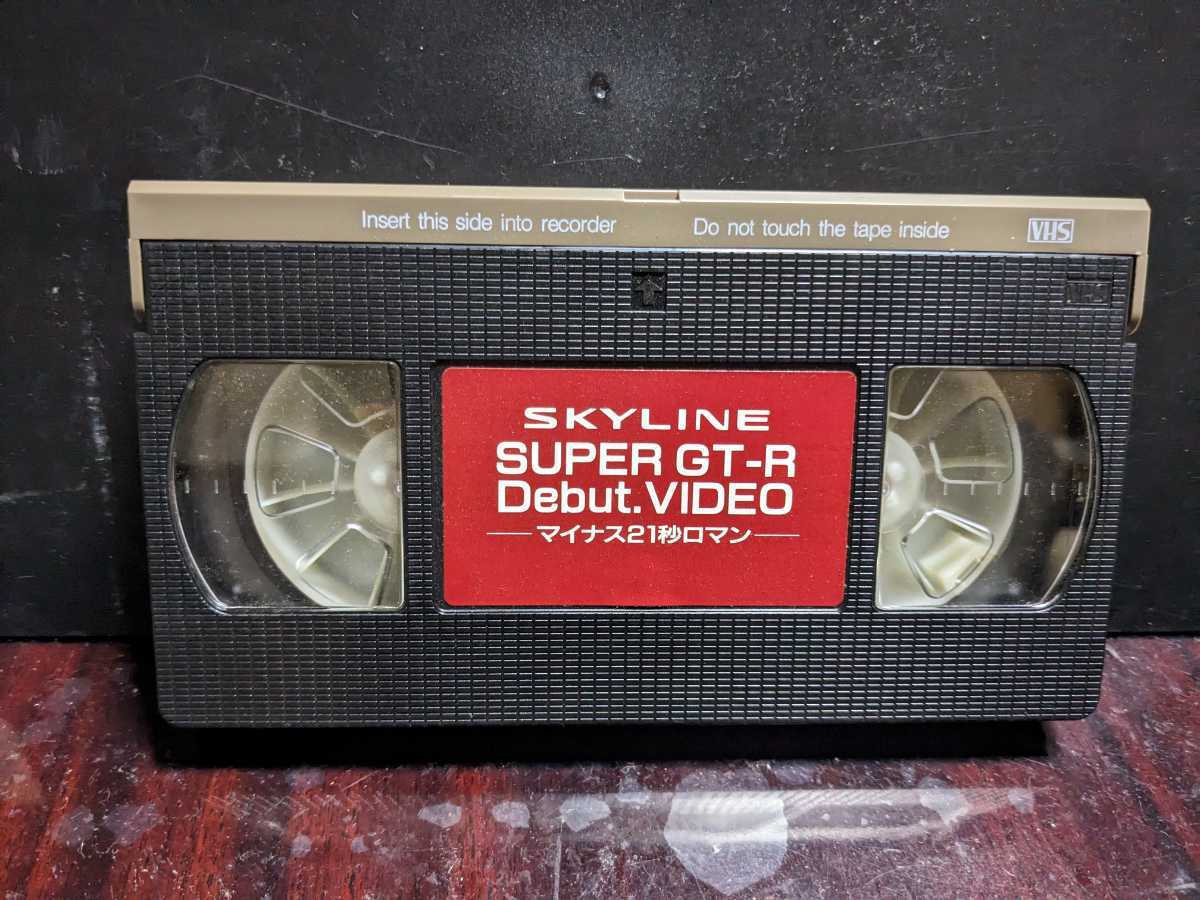 Insert this side into recorder Do not touch the tape inside VHS
VHS
SKYLINE
SUPER GT-R
Debut.VIDEO
マイナス21秒ロマン